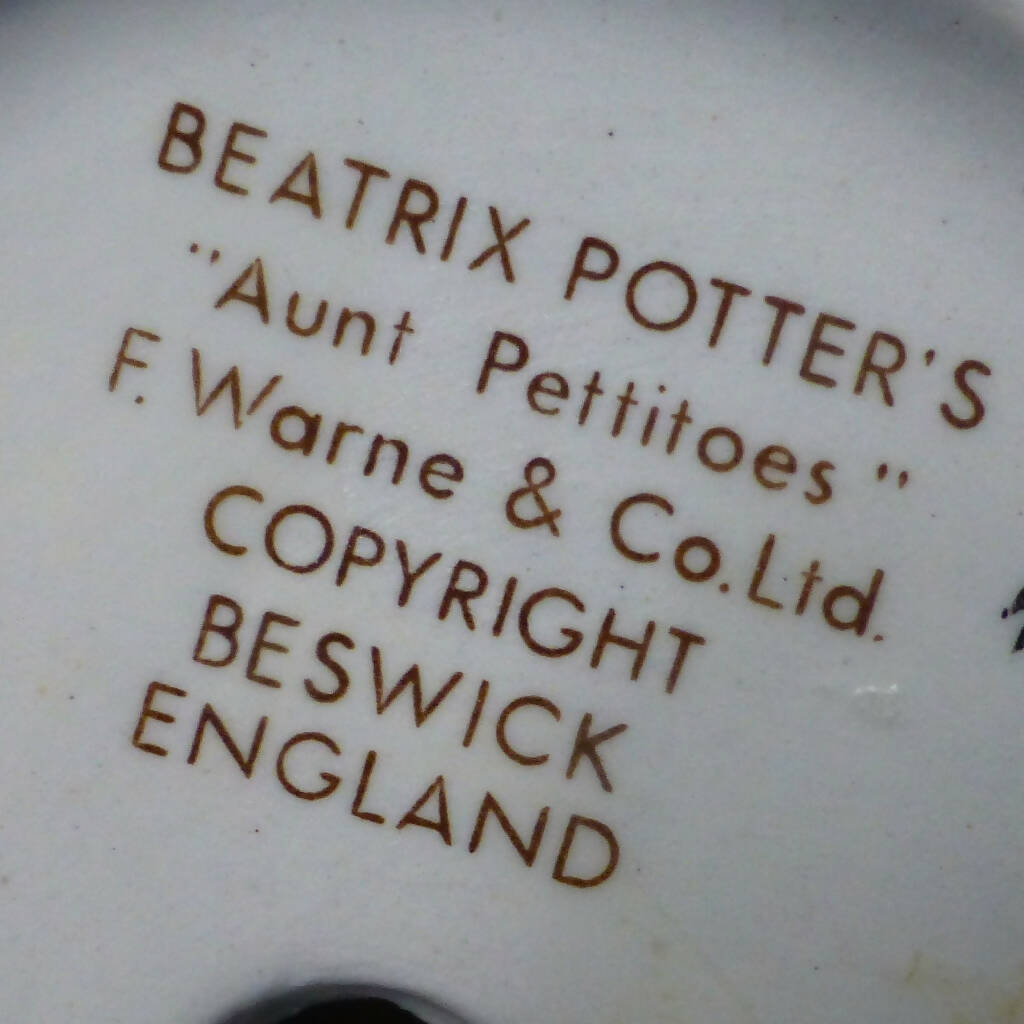 BEATRIX POTTER'S
"Aunt Pettitoes"
F. Warne & Co. Ltd.
COPYRIGHT
BESWICK
ENGLAND